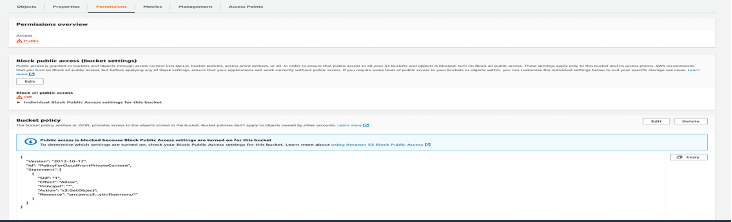 Objects Properties Permissions Metrics Management Access Points
Permissions overview
Access
Public
Block public access (bucket settings)
Public access is granted to buckets and objects through access control lists (ACLs), bucket policies, access point policies, or all. In order to ensure that public access to all your S3 buckets and objects is blocked, turn on Block all public access. These settings apply only to this bucket and its access points. AWS recommends
that you turn on Block all public access, but before applying any of these settings, ensure that your applications will work correctly without public access. If you require some level of public access to your buckets or objects within, you can customize the individual settings below to suit your specific storage use cases. Learn
more
Edit
Block all public access
Off
Individual Block Public Access settings for this bucket
Bucket policy
The bucket policy, written in JSON, provides access to the objects stored in the bucket. Bucket policies don't apply to objects owned by other accounts. Learn more
Edit Delete
Public access is blocked because Block Public Access settings are turned on for this bucket
To determine which settings are turned on, check your Block Public Access settings for this bucket. Learn more about using Amazon S3 Block Public Access
Copy
{
"Version": "2012-10-17",
"Id": "PolicyForCloudFrontPrivateContent",
"Statement": [
{
"Sid": "1",
"Effect": "Allow",
"Principal": "*",
"Action": "s3:GetObject",
"Resource":
}
]
}